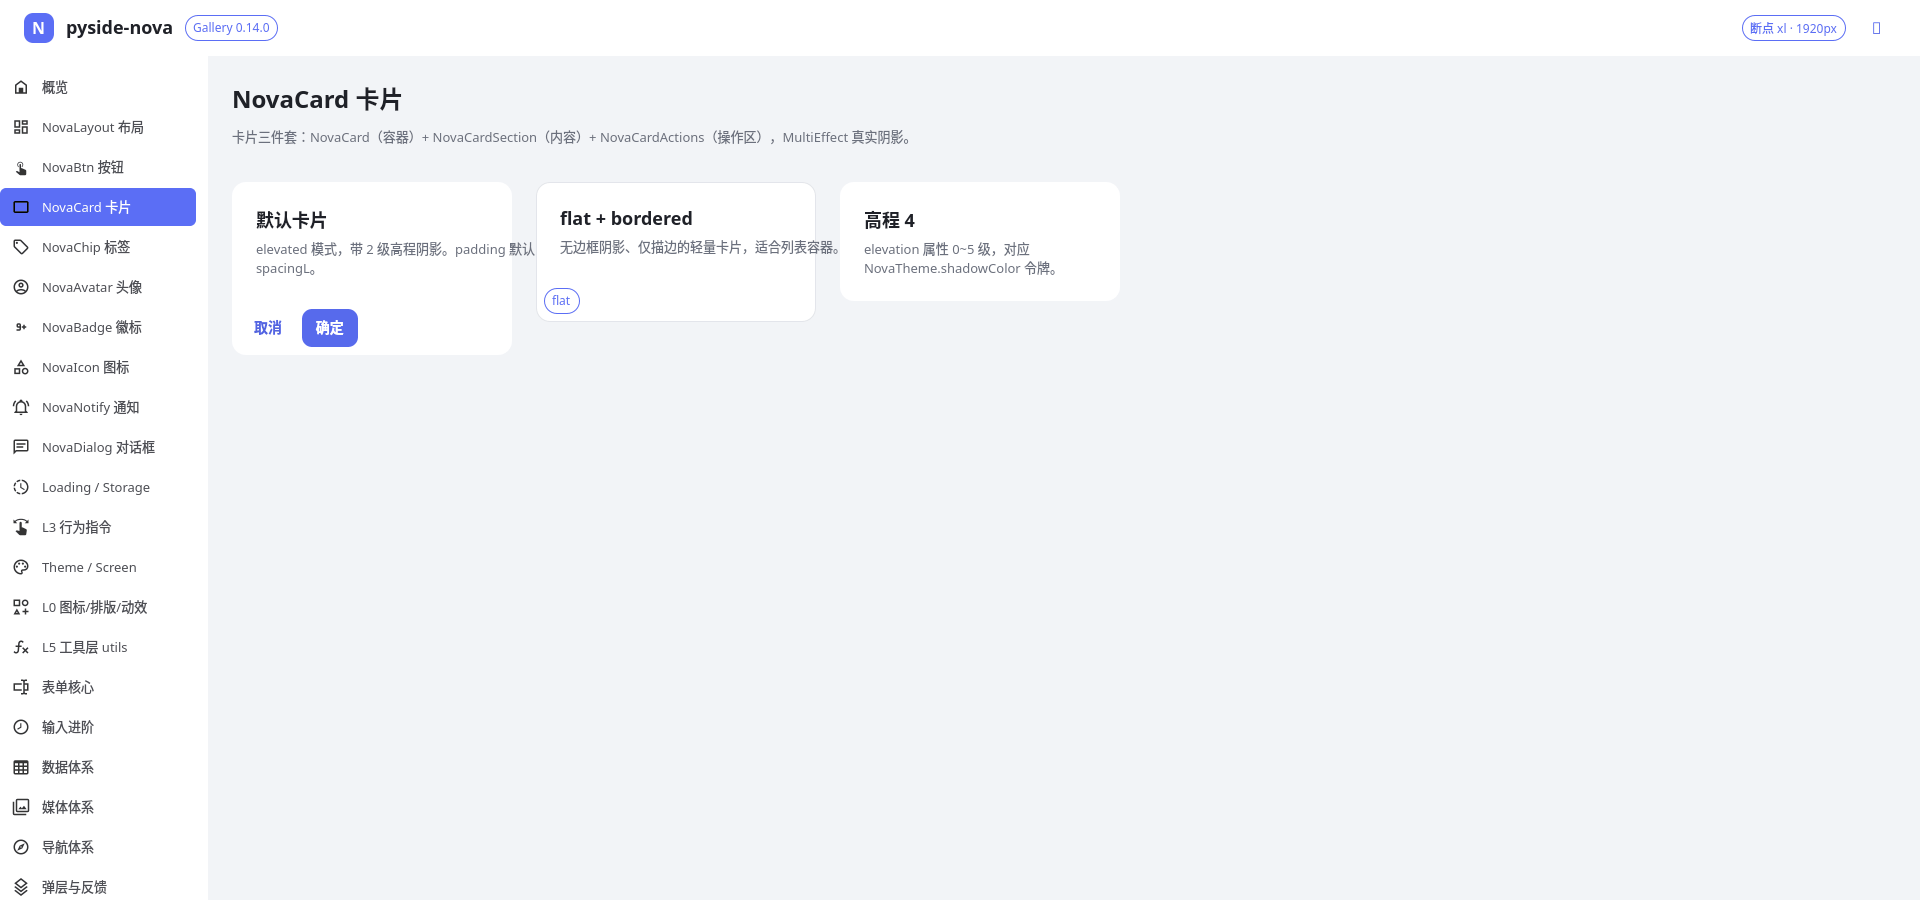 N pyside-nova Gallery 0.14.0
断点 xl · 1920px
概览
NovaLayout 布局
NovaBtn 按钮
NovaCard 卡片
NovaChip 标签
NovaAvatar 头像
9+ NovaBadge 徽标
NovaIcon 图标
NovaNotify 通知
NovaDialog 对话框
Loading / Storage
L3 行为指令
Theme / Screen
L0 图标/排版/动效
L5 工具层 utils
表单核心
输入进阶
数据体系
媒体体系
导航体系
弹层与反馈
NovaCard 卡片
卡片三件套：NovaCard（容器）+ NovaCardSection（内容）+ NovaCardActions（操作区），MultiEffect 真实阴影。
默认卡片
elevated 模式，带 2 级高程阴影。padding 默认
spacingL。
取消 确定
flat + bordered
无边框阴影、仅描边的轻量卡片，适合列表容器。
flat
高程 4
elevation 属性 0~5 级，对应
NovaTheme.shadowColor 令牌。